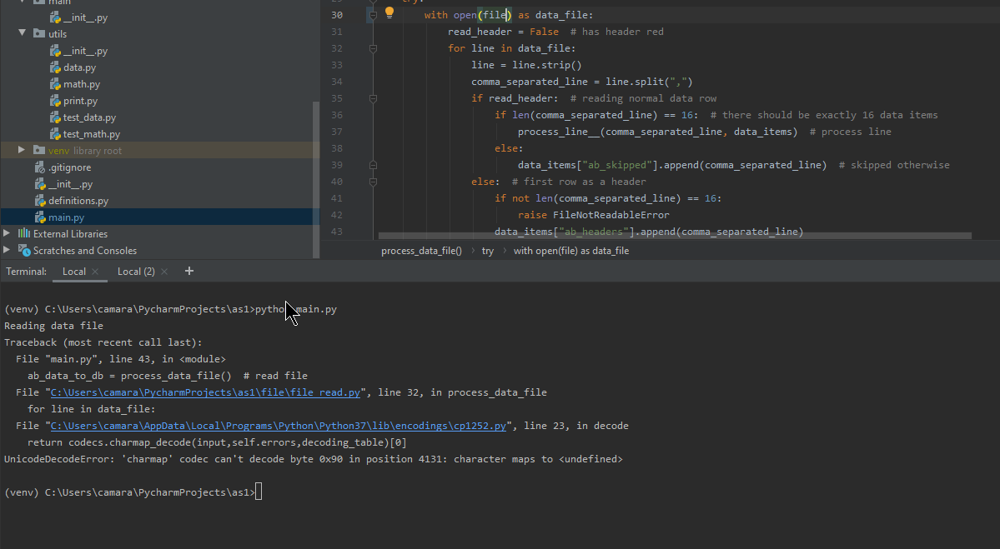 main
__init__.py
utils
__init__.py
data.py
math.py
print.py
test_data.py
test_math.py
venv library root
.gitignore
__init__.py
definitions.py
main.py
External Libraries
Scratches and Consoles
try:
30 with open(file) as data_file:
31 read_header = False # has header red
32 for line in data_file:
33 line = line.strip()
34 comma_separated_line = line.split(",")
35 if read_header: # reading normal data row
36 if len(comma_separated_line) == 16: # there should be exactly 16 data items
37 process_line__(comma_separated_line, data_items) # process line
38 else:
39 data_items["ab_skipped"].append(comma_separated_line) # skipped otherwise
40 else: # first row as a header
41 if not len(comma_separated_line) == 16:
42 raise FileNotReadableError
43 data_items["ab_headers"].append(comma_separated_line)
process_data_file() try with open(file) as data_file
Terminal: Local Local (2)
(venv) C:\Users\camara\PycharmProjects\as1>python main.py
Reading data file
Traceback (most recent call last):
File "main.py", line 43, in <module>
ab_data_to_db = process_data_file() # read file
File "C:\Users\camara\PycharmProjects\as1\file\file_read.py", line 32, in process_data_file
for line in data_file:
File "C:\Users\camara\AppData\Local\Programs\Python\Python37\lib\encodings\cp1252.py", line 23, in decode
return codecs.charmap_decode(input,self.errors,decoding_table)[0]
UnicodeDecodeError: 'charmap' codec can't decode byte 0x90 in position 4131: character maps to <undefined>
(venv) C:\Users\camara\PycharmProjects\as1>